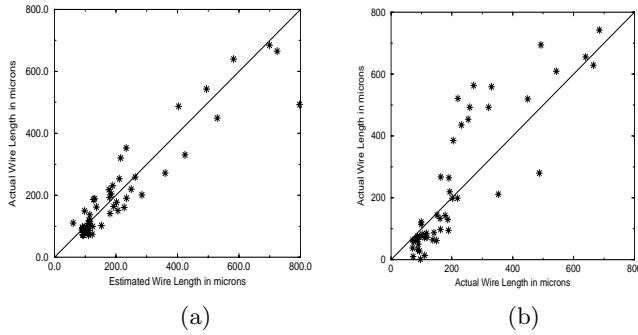 800.0
600.0
400.0
200.0
0.0
Actual Wire Length in microns
0.0 200.0 400.0 600.0 800.0
Estimated Wire Length in microns
(a)
800
600
400
200
0
Actual Wire Length in microns
0 200 400 600 800
Actual Wire Length in microns
(b)